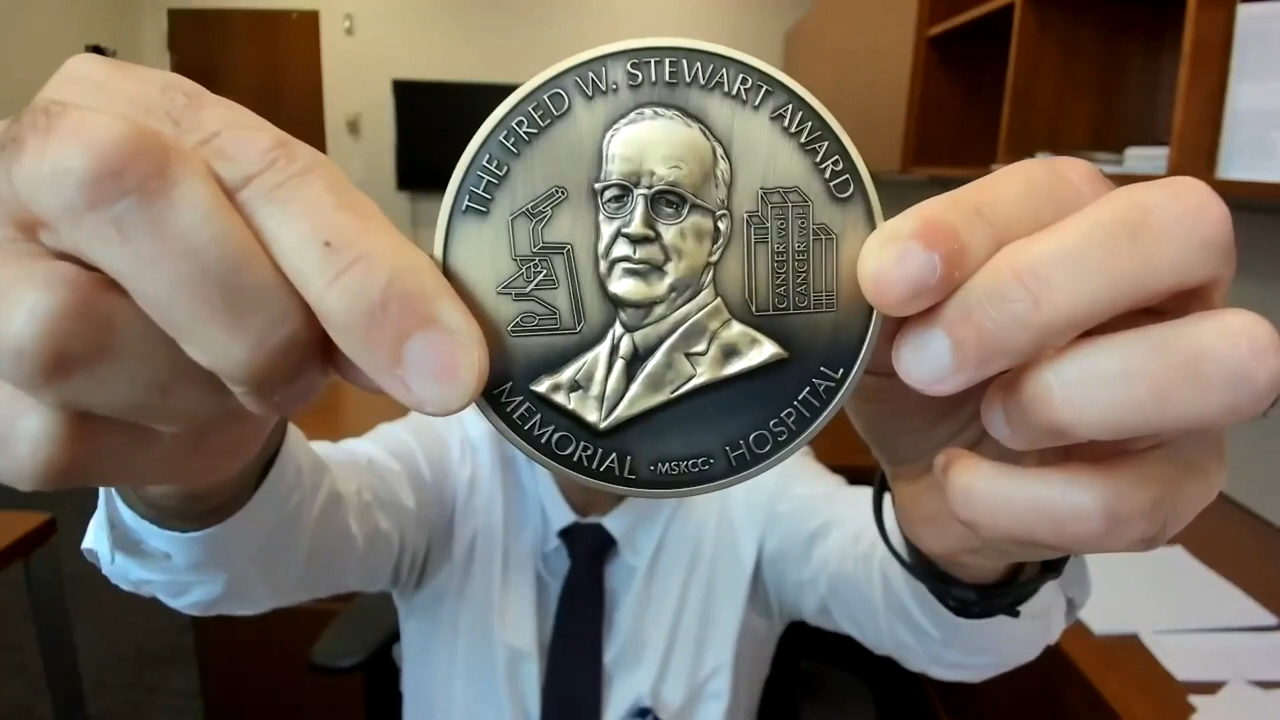 THE FRED W. STEWART AWARD
CANCER vol-
CANCER vol-
MEMORIAL ·MSKCC· HOSPITAL